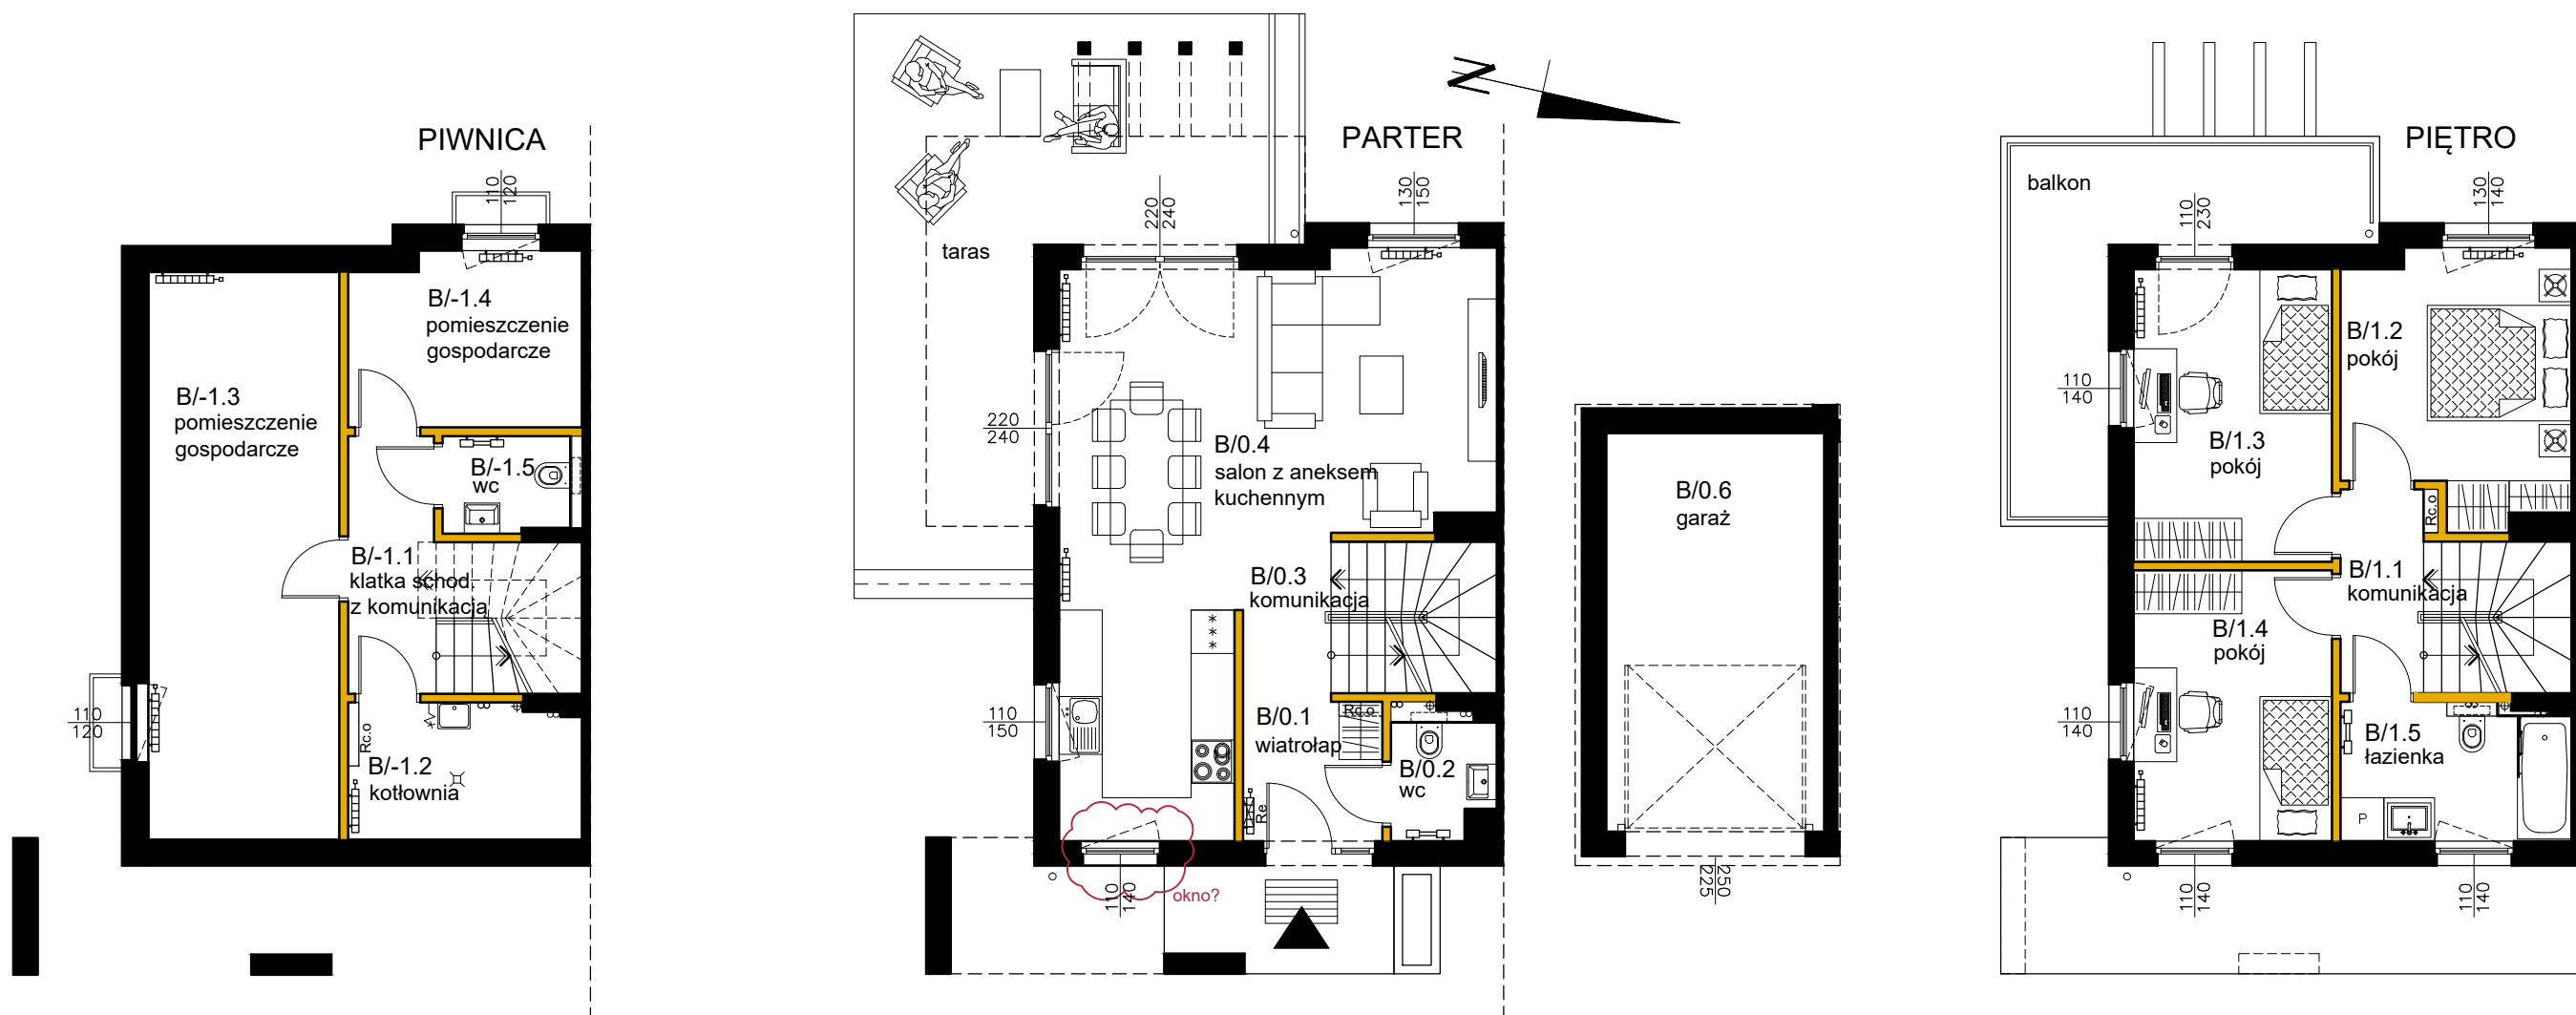 PIWNICA
110
120
B/-1.4
pomieszczenie
gospodarcze
B/-1.3
pomieszczenie
gospodarcze
B/-1.5
wc
B/-1.1
klatka schod.
z komunikacją
110
120
Rc.o
B/-1.2
kotłownia
N
PARTER
130
150
220
240
taras
220
240
B/0.4
salon z aneksem
kuchennym
B/0.3
komunikacja
***
110
150
B/0.1
wiatrołap
Rc.o
B/0.2
wc
Re
110
140
okno?
B/0.6
garaż
250
225
PIĘTRO
balkon
110
230
130
140
B/1.2
pokój
110
140
B/1.3
pokój
Rc.o
B/1.1
komunikacja
B/1.4
pokój
110
140
B/1.5
łazienka
P
110
140
110
140